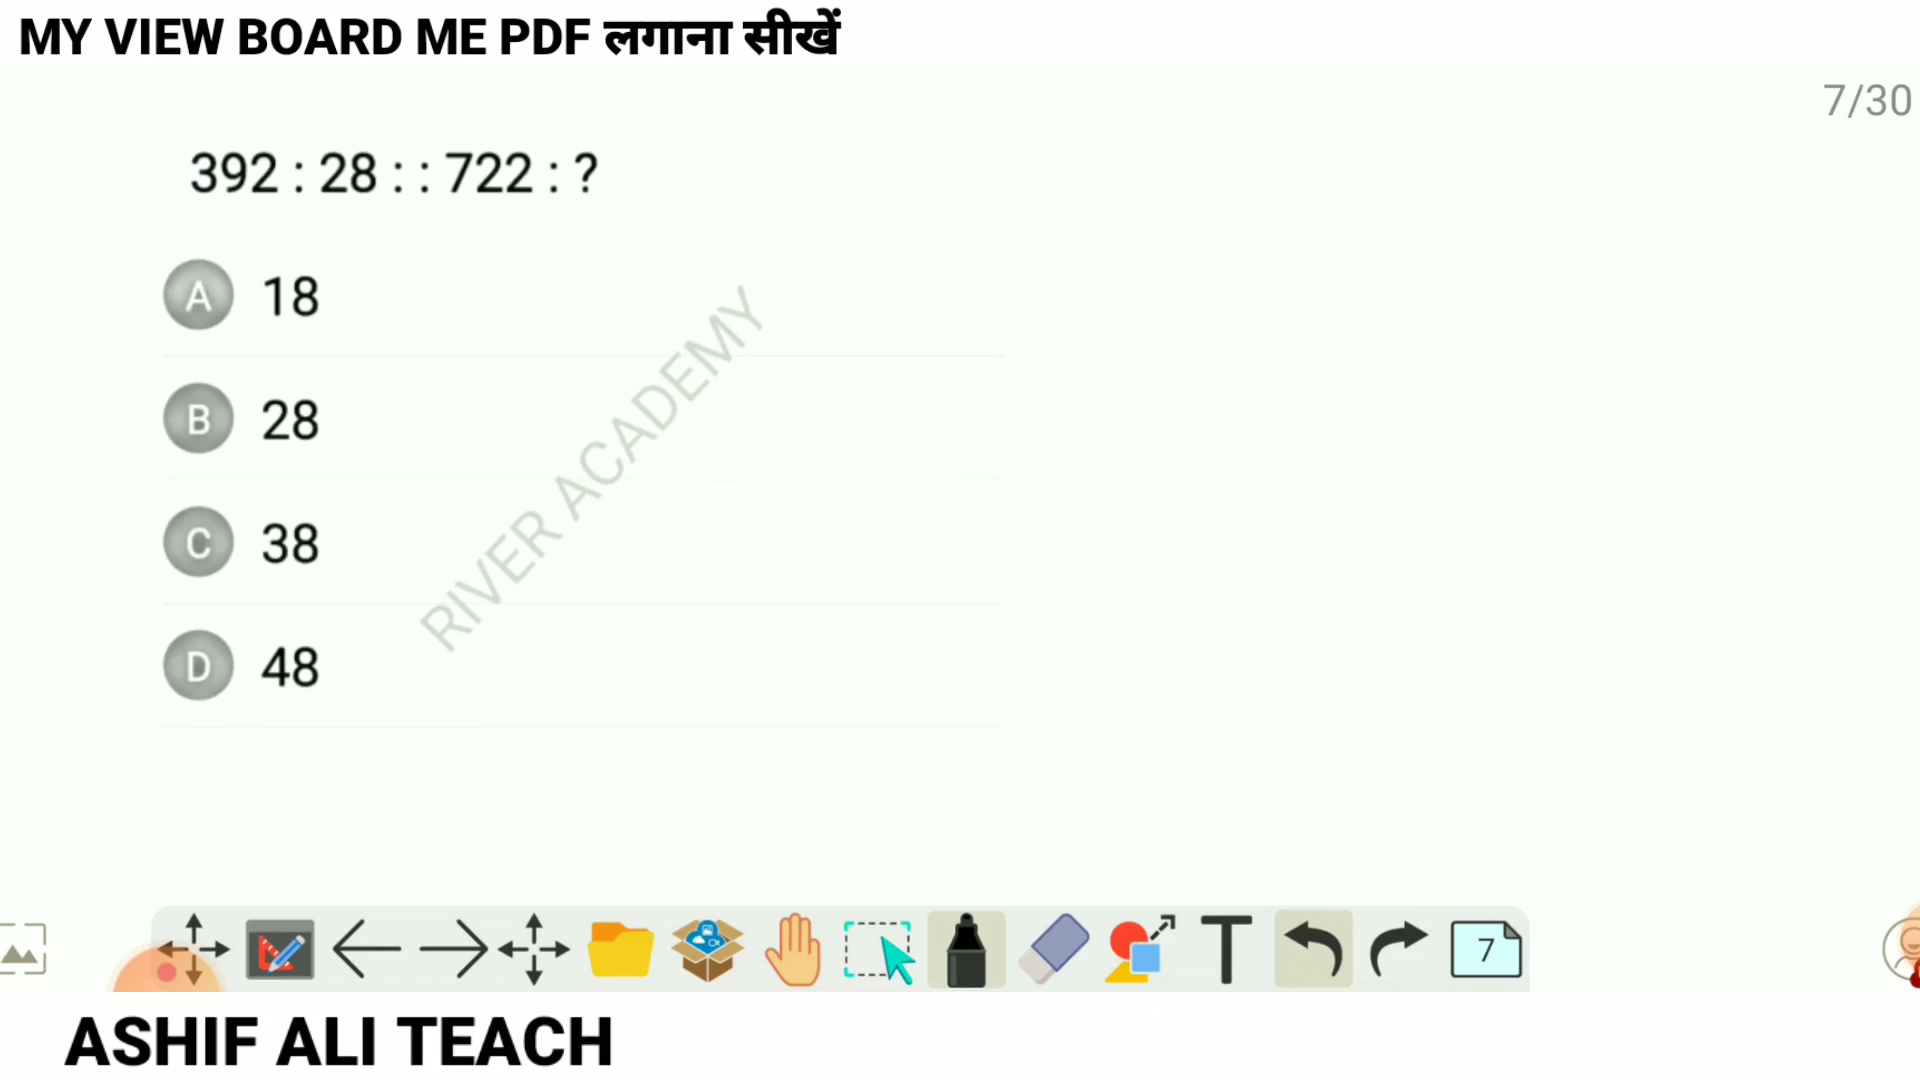 MY VIEW BOARD ME PDF लगाना सीखें
7/30
392 : 28 : : 722 : ?
A 18
B 28
C 38
D 48
RIVER ACADEMY
7
ASHIF ALI TEACH